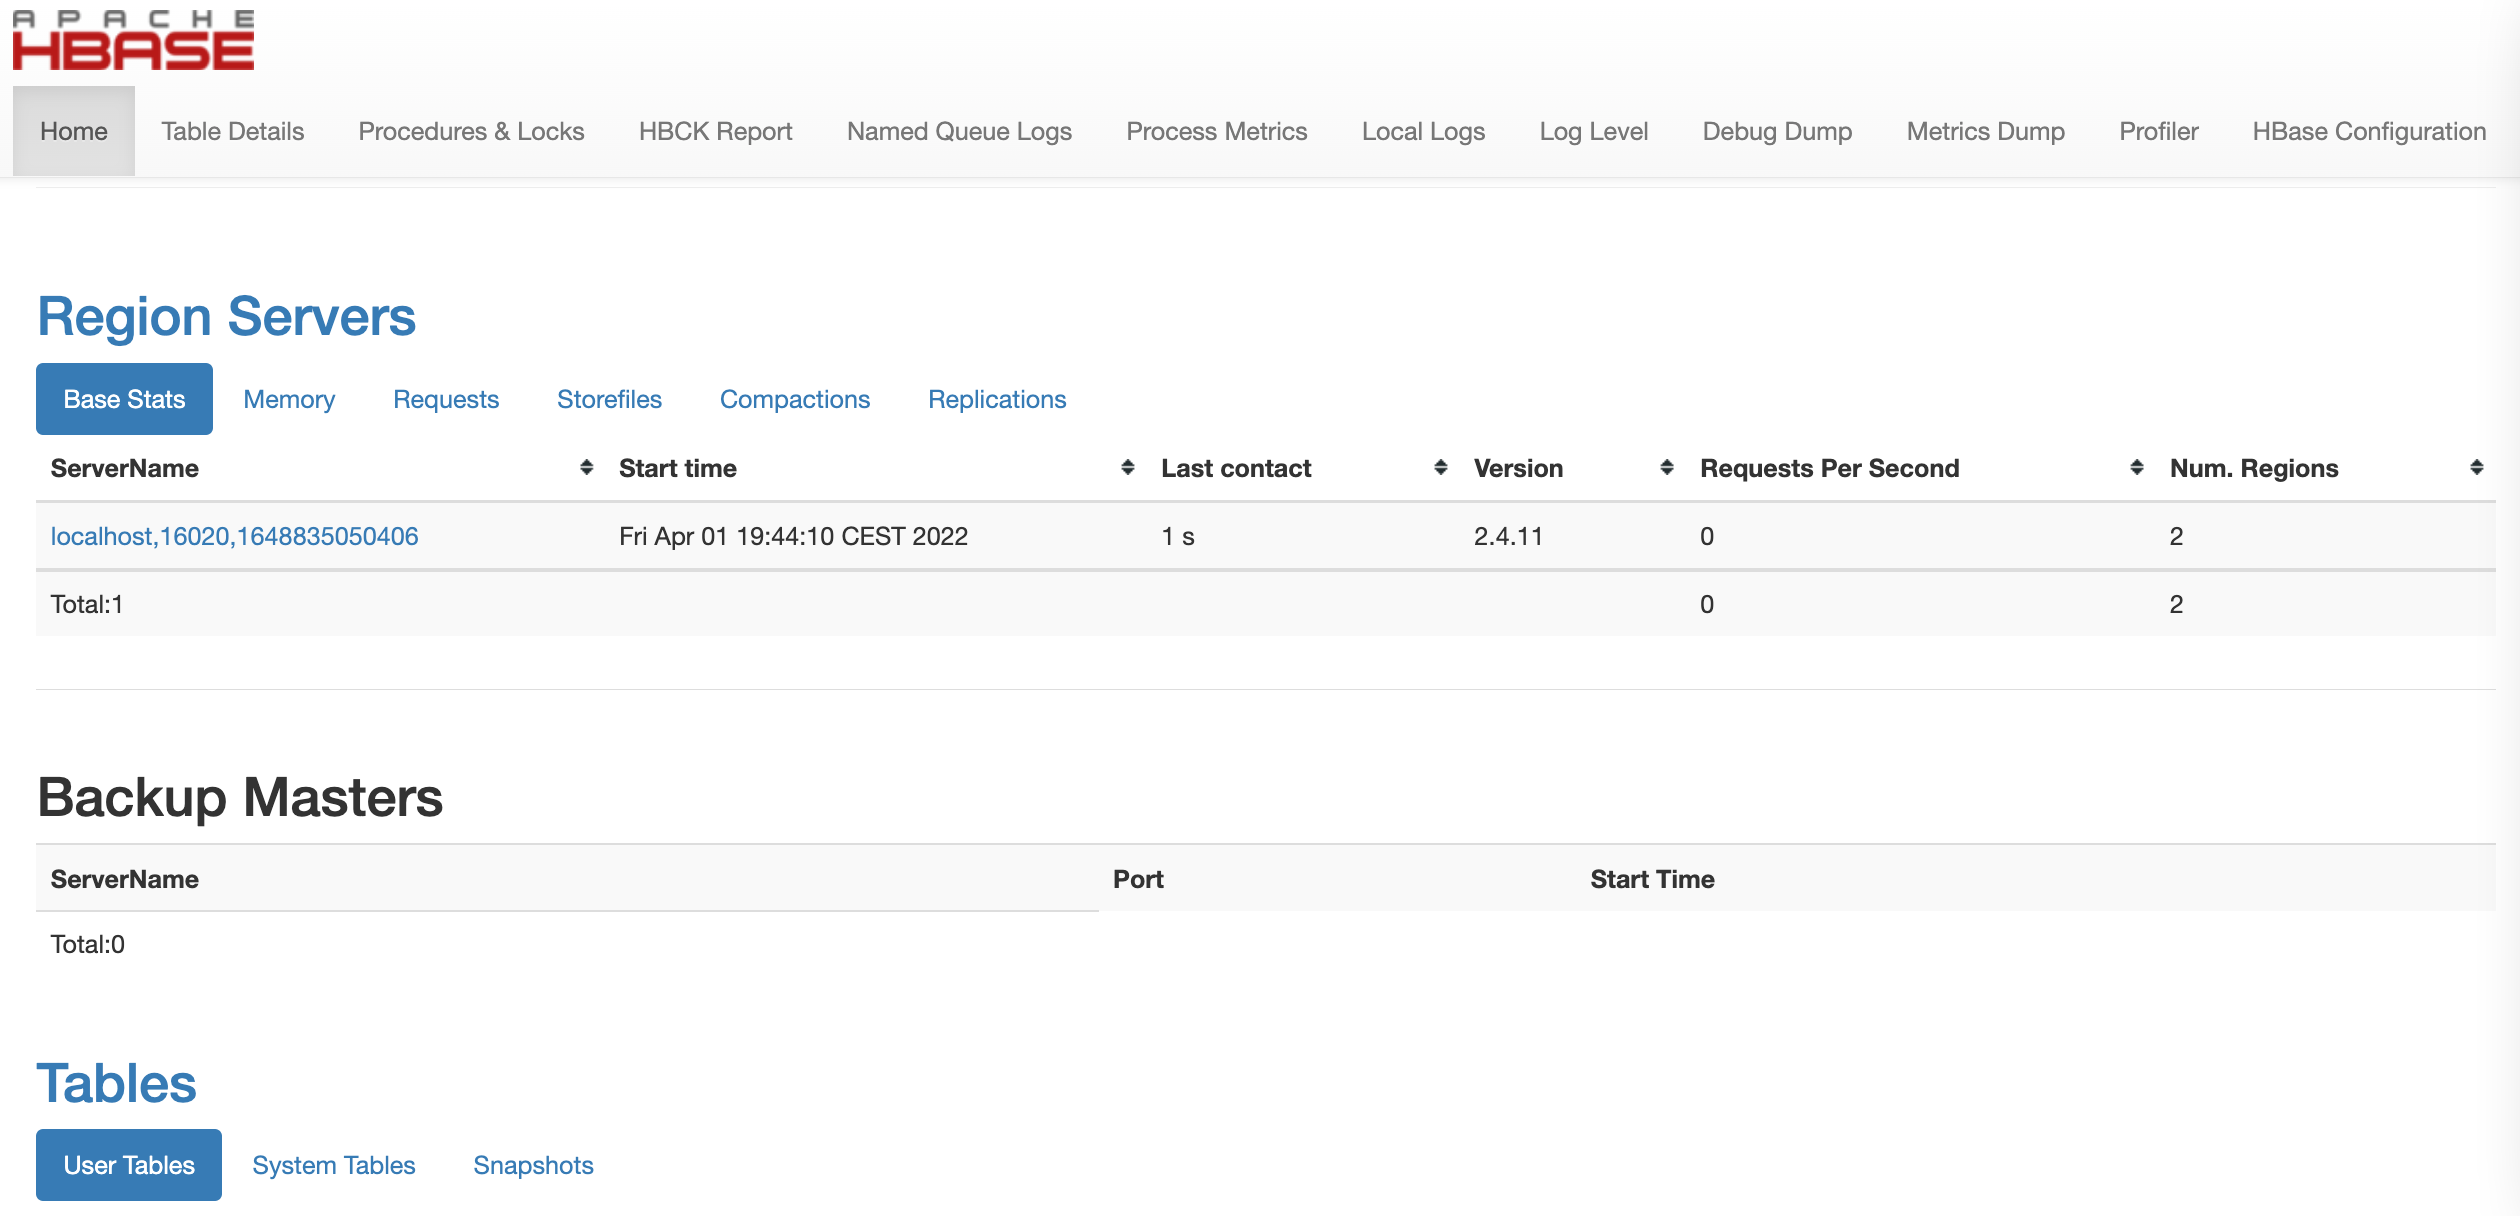 APACHE
HBASE
Home Table Details Procedures & Locks HBCK Report Named Queue Logs Process Metrics Local Logs Log Level Debug Dump Metrics Dump Profiler HBase Configuration
Region Servers
Base Stats Memory Requests Storefiles Compactions Replications
ServerName Start time Last contact Version Requests Per Second Num. Regions
localhost,16020,1648835050406 Fri Apr 01 19:44:10 CEST 2022 1 s 2.4.11 0 2
Total:1 0 2
Backup Masters
ServerName Port Start Time
Total:0
Tables
User Tables System Tables Snapshots